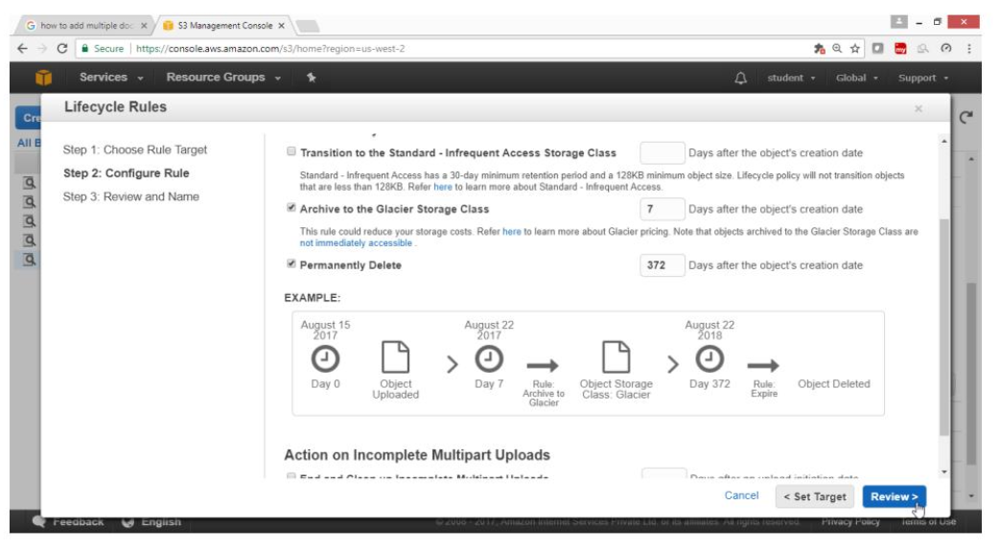 how to add multiple doc
S3 Management Console
Secure | https://console.aws.amazon.com/s3/home?region=us-west-2
Services Resource Groups
student Global Support
Lifecycle Rules
Cre
All B
Step 1: Choose Rule Target
Step 2: Configure Rule
Step 3: Review and Name
Transition to the Standard - Infrequent Access Storage Class Days after the object's creation date
Standard - Infrequent Access has a 30-day minimum retention period and a 128KB minimum object size. Lifecycle policy will not transition objects
that are less than 128KB. Refer here to learn more about Standard - Infrequent Access.
Archive to the Glacier Storage Class 7 Days after the object's creation date
This rule could reduce your storage costs. Refer here to learn more about Glacier pricing. Note that objects archived to the Glacier Storage Class are
not immediately accessible .
Permanently Delete 372 Days after the object's creation date
EXAMPLE:
August 15
2017
Day 0
Object
Uploaded
August 22
2017
Day 7
Rule:
Archive to
Glacier
Object Storage
Class: Glacier
August 22
2018
Day 372
Rule:
Expire
Object Deleted
Action on Incomplete Multipart Uploads
End and Clean up Incomplete Multipart Uploads Days after an upload initiation date
Cancel < Set Target Review >
Feedback English © 2008 - 2017, Amazon Internet Services Private Ltd. or its affiliates. All rights reserved. Privacy Policy Terms of Use